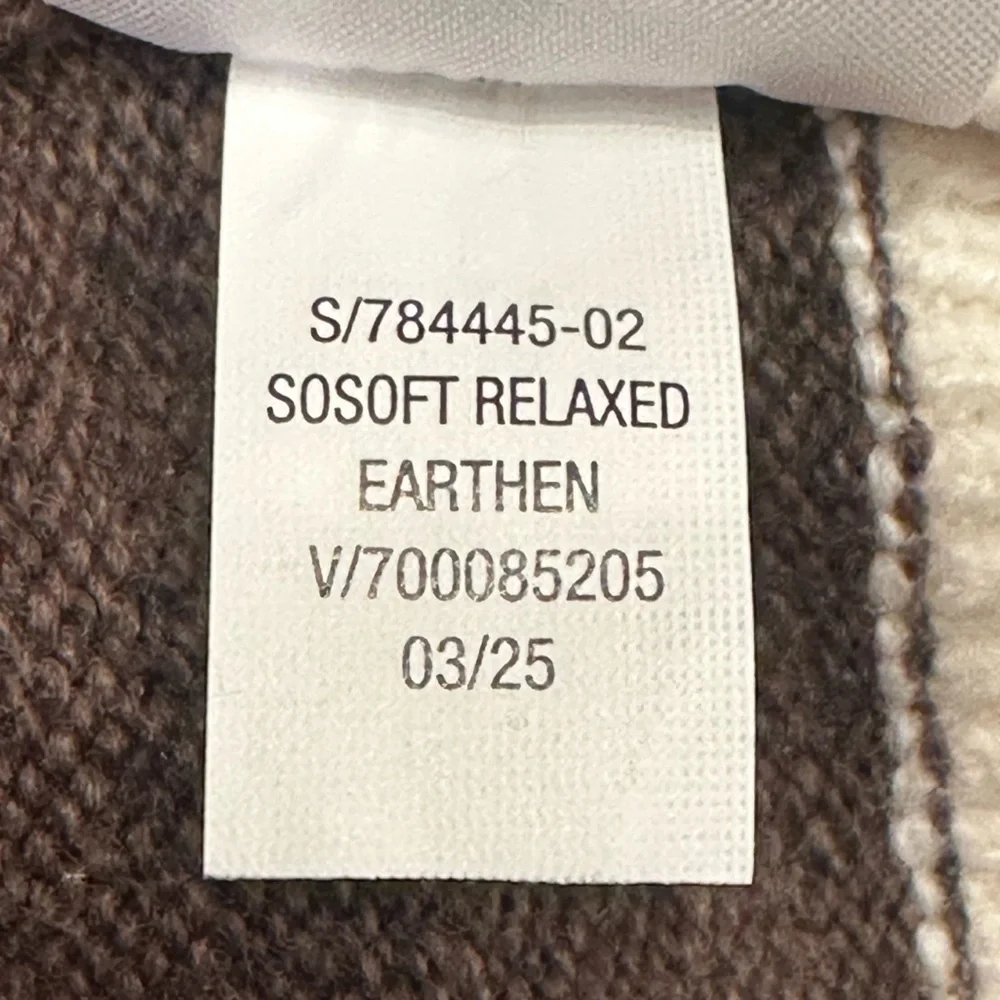 S/784445-02
SOSOFT RELAXED
EARTHEN
V/700085205
03/25